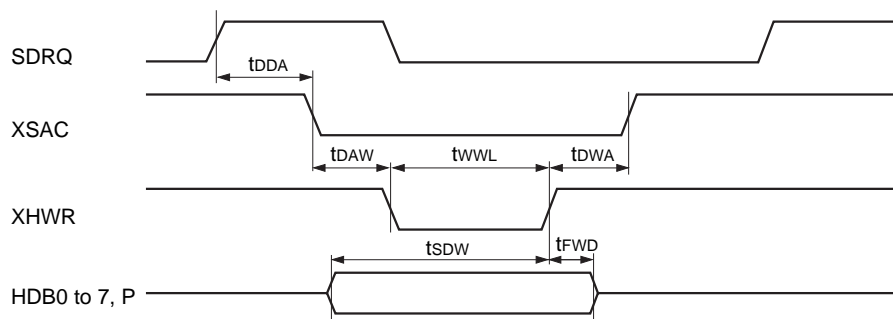 SDRQ
tDDA
XSAC
tDAW tWWL tDWA
XHWR
tSDW tFWD
HDB0 to 7, P